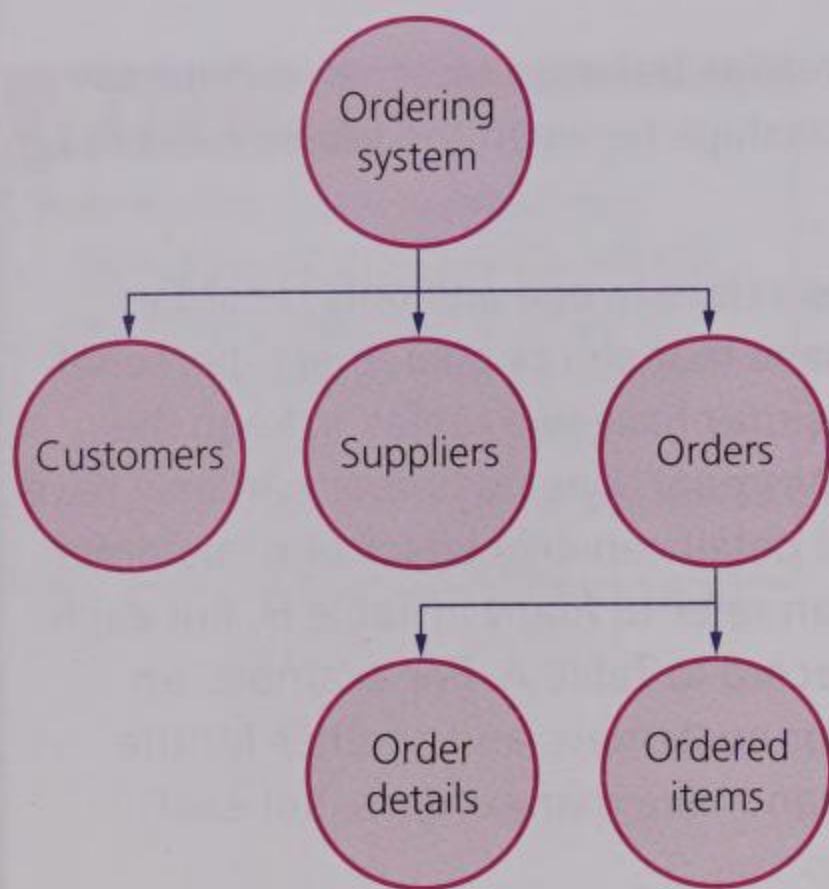 Ordering
system
Customers
Suppliers
Orders
Order
details
Ordered
items